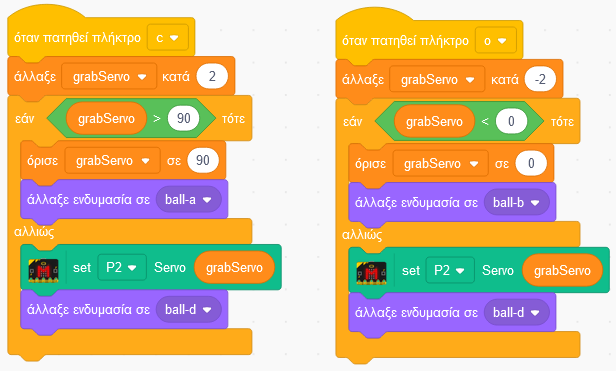 όταν πατηθεί πλήκτρο c
άλλαξε grabServo κατά 2
εάν grabServo > 90 τότε
όρισε grabServo σε 90
άλλαξε ενδυμασία σε ball-a
αλλιώς
set P2 Servo grabServo
άλλαξε ενδυμασία σε ball-d
όταν πατηθεί πλήκτρο o
άλλαξε grabServo κατά -2
εάν grabServo < 0 τότε
όρισε grabServo σε 0
άλλαξε ενδυμασία σε ball-b
αλλιώς
set P2 Servo grabServo
άλλαξε ενδυμασία σε ball-d